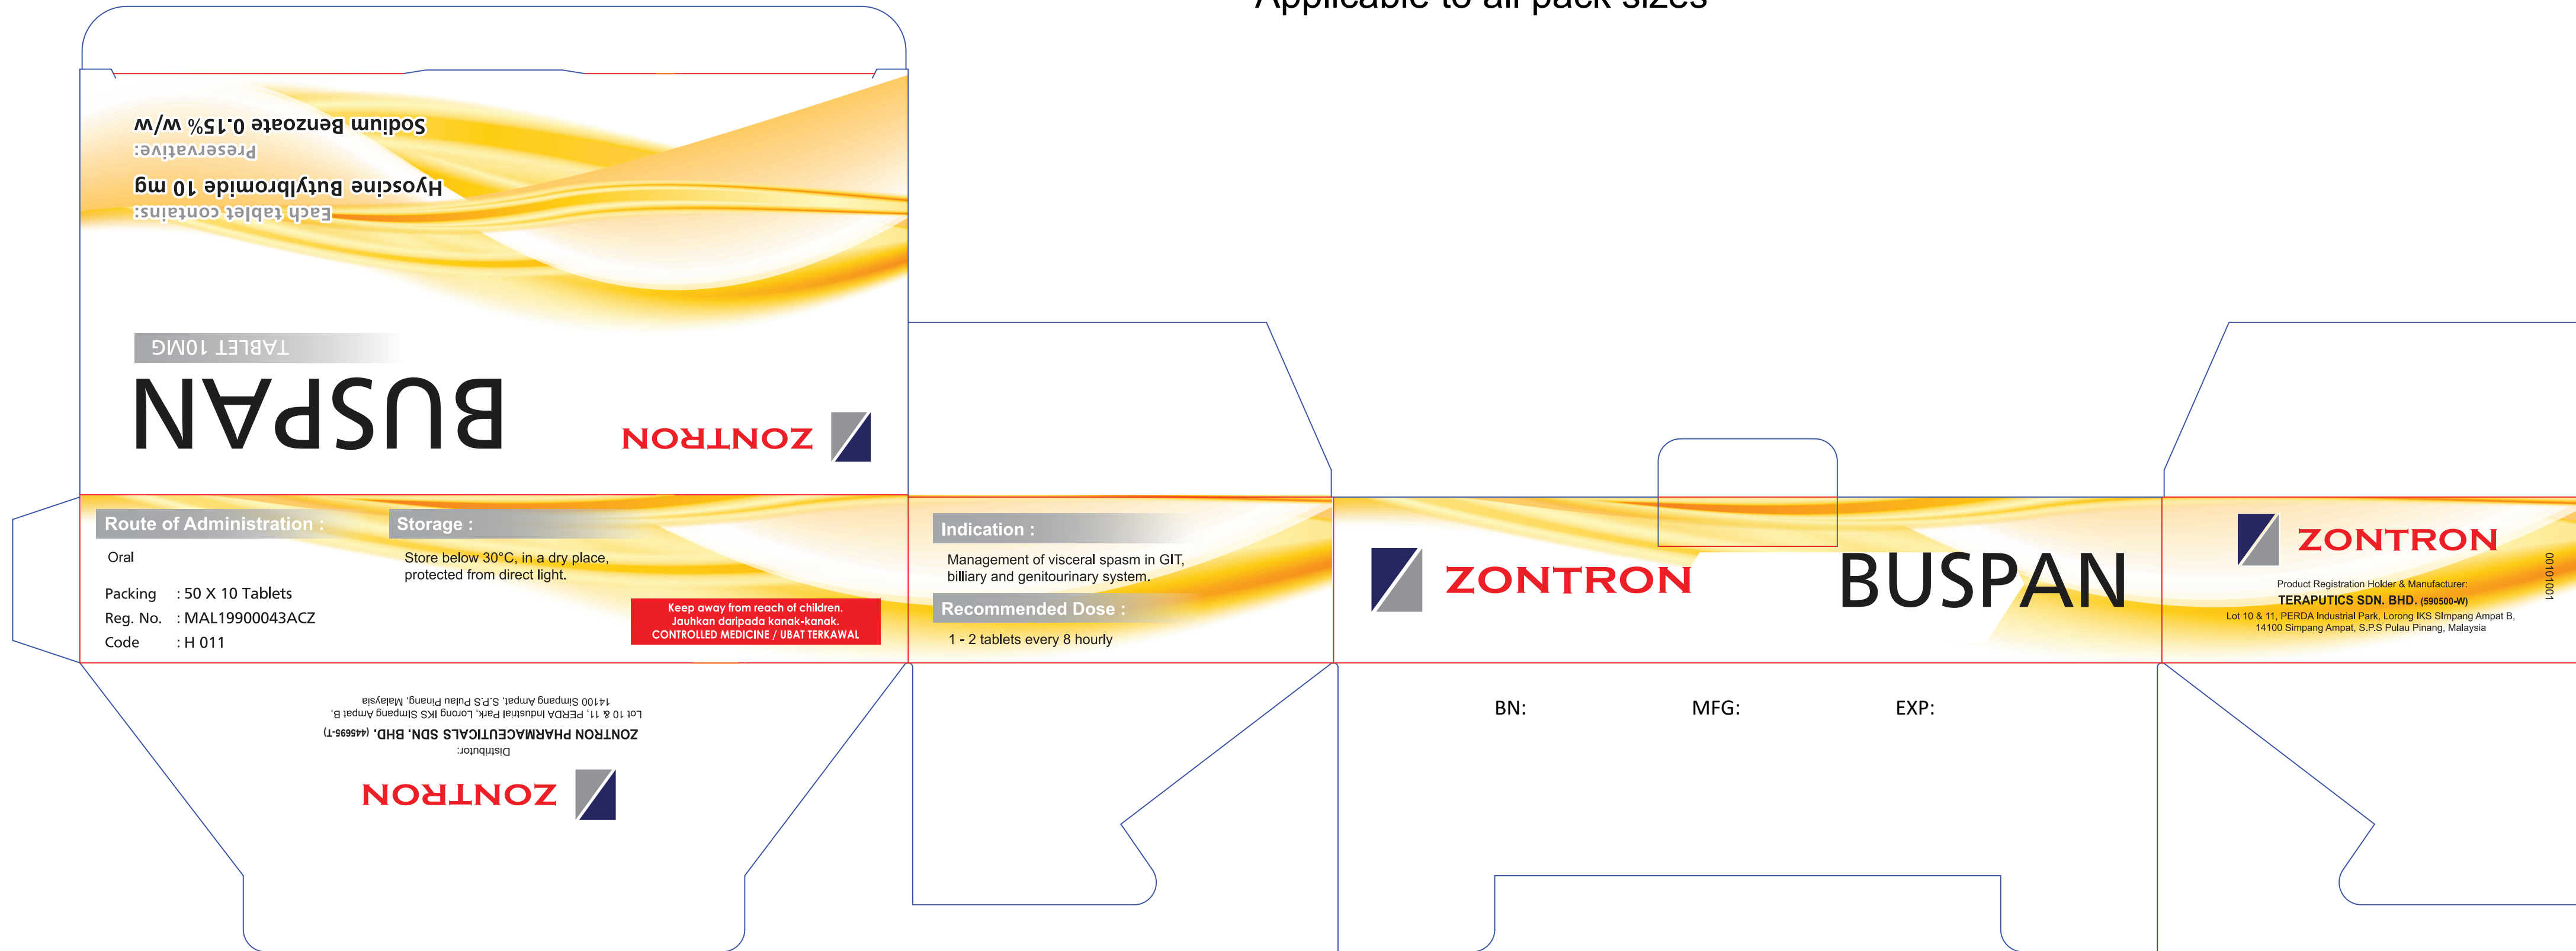 Applicable to all pack sizes
ZONTRON
BUSPAN
TABLET 10MG
Each tablet contains:
Hyoscine Butylbromide 10 mg
Preservative:
Sodium Benzoate 0.15% w/w
Route of Administration :
Oral
Packing : 50 X 10 Tablets
Reg. No. : MAL19900043ACZ
Code : H 011
Storage :
Store below 30°C, in a dry place,
protected from direct light.
Keep away from reach of children.
Jauhkan daripada kanak-kanak.
CONTROLLED MEDICINE / UBAT TERKAWAL
Indication :
Management of visceral spasm in GIT,
billiary and genitourinary system.
Recommended Dose :
1 - 2 tablets every 8 hourly
ZONTRON
BUSPAN
ZONTRON
Product Registration Holder & Manufacturer:
TERAPUTICS SDN. BHD. (590500-W)
Lot 10 & 11, PERDA Industrial Park, Lorong IKS SImpang Ampat B,
14100 Simpang Ampat, S.P.S Pulau Pinang, Malaysia
00101001
ZONTRON
Distributor:
ZONTRON PHARMACEUTICALS SDN. BHD. (445695-T)
Lot 10 & 11, PERDA Industrial Park, Lorong IKS SImpang Ampat B,
14100 Simpang Ampat, S.P.S Pulau Pinang, Malaysia
BN: MFG: EXP: